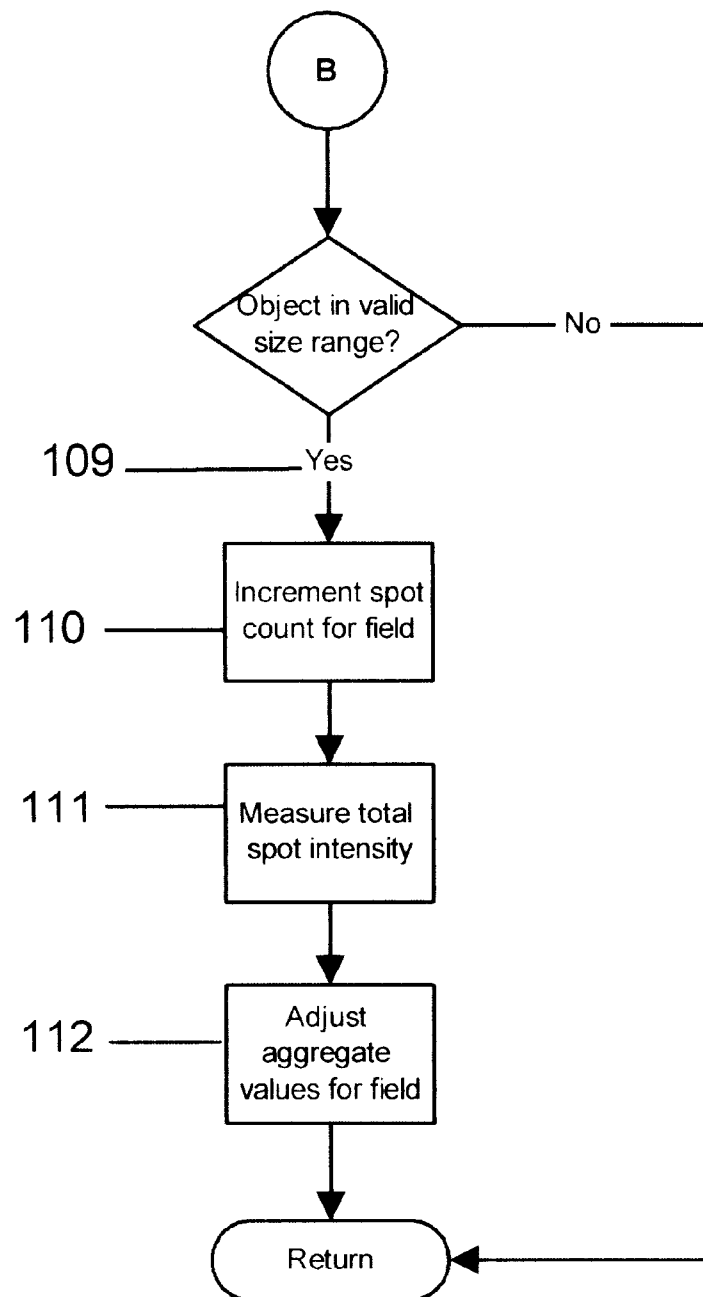 B
Object in valid
size range?
No
109
Yes
Increment spot
count for field
110
111
Measure total
spot intensity
112
Adjust
aggregate
values for field
Return